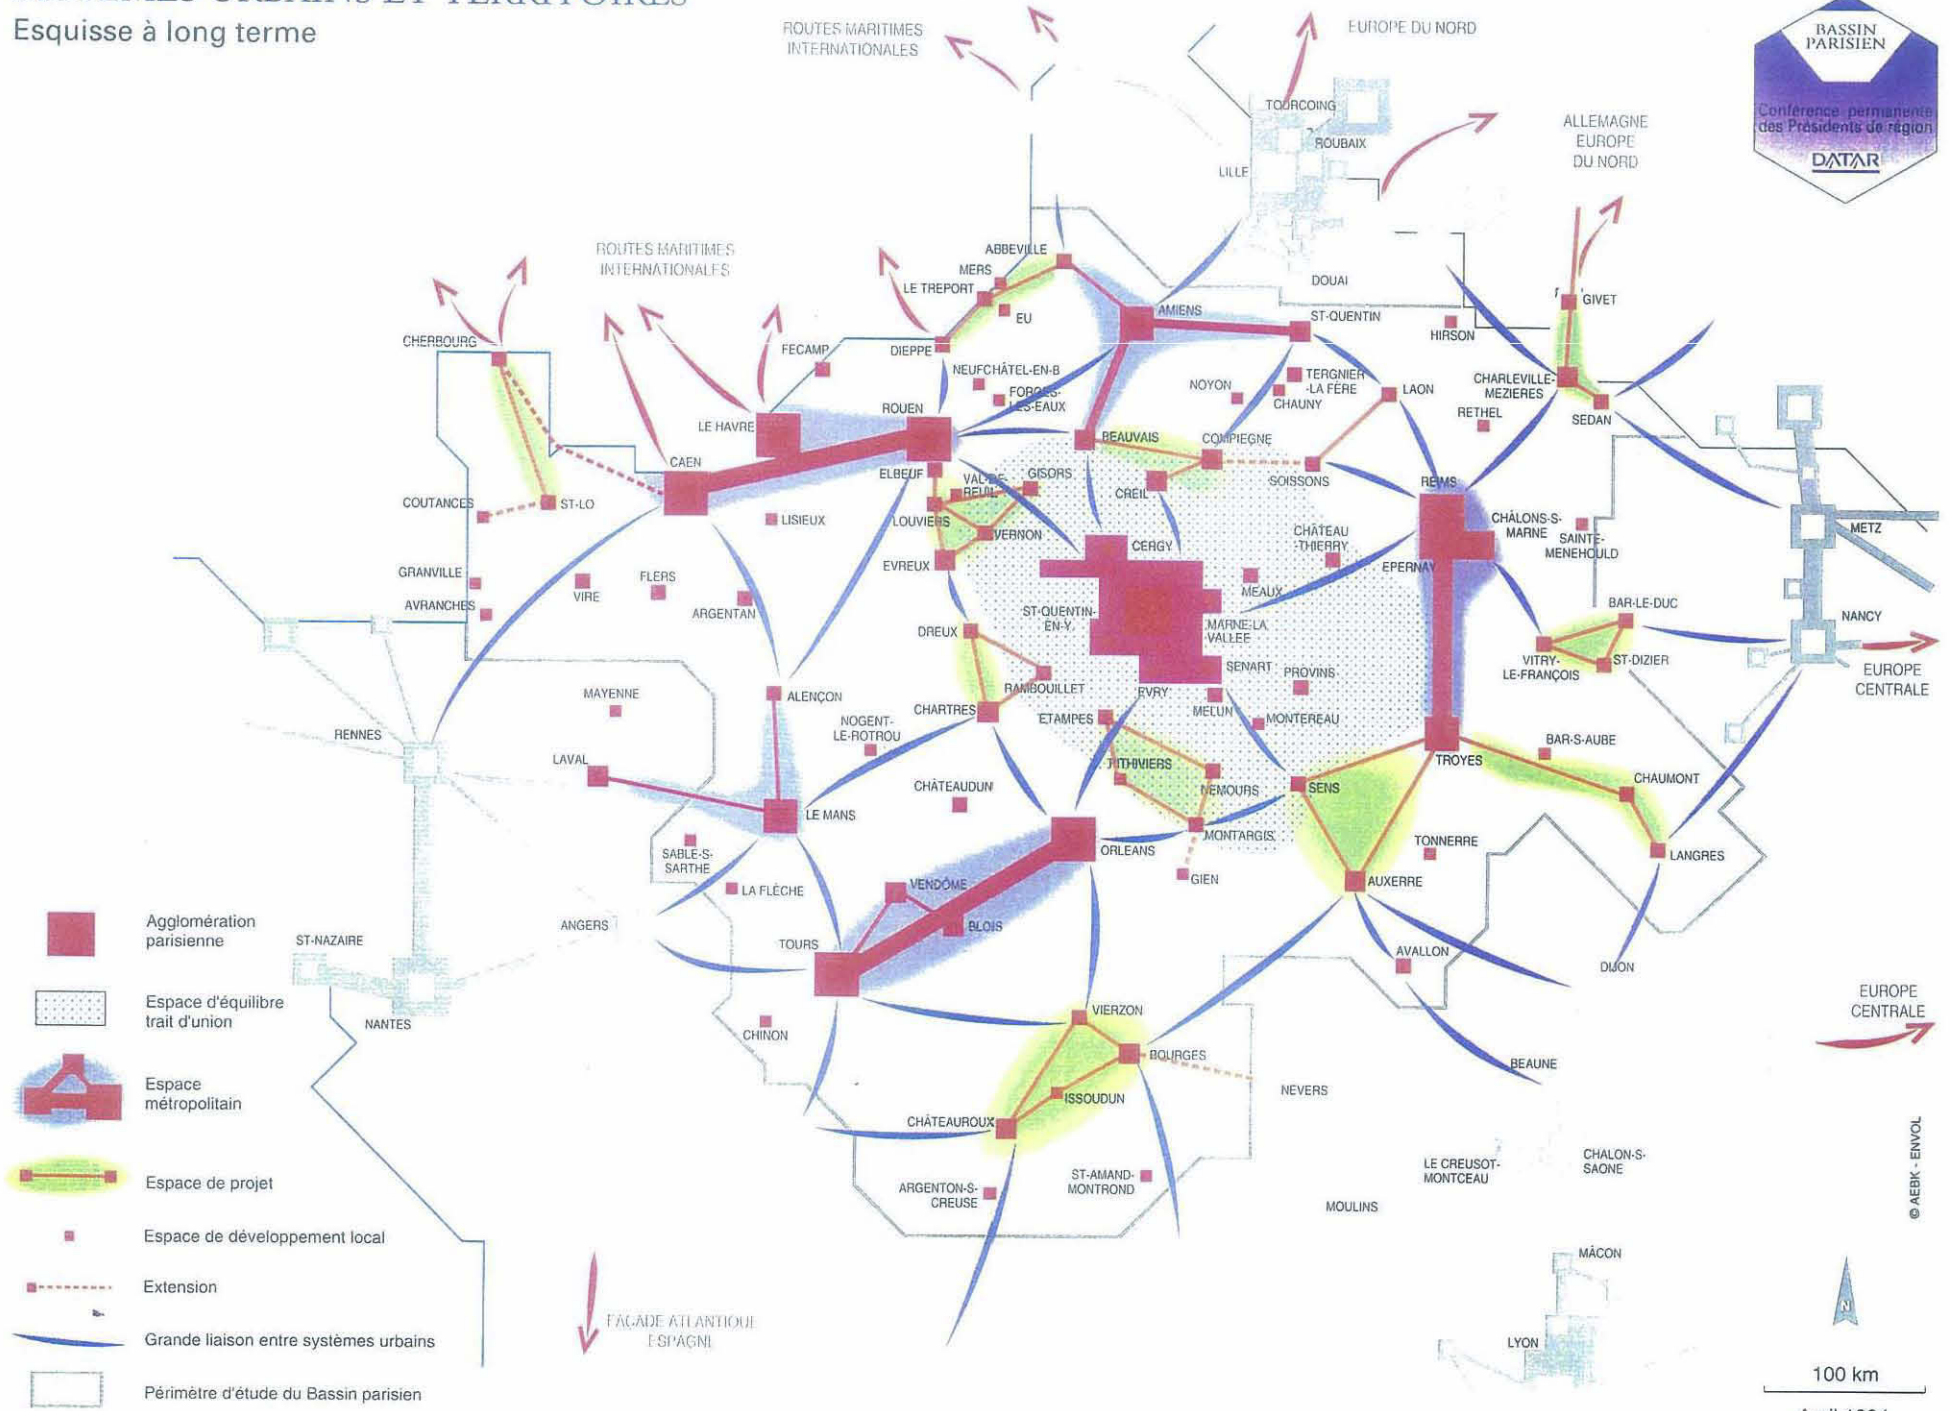 URBAINS ET TERRITOIRES
Esquisse à long terme
ROUTES MARITIMES
INTERNATIONALES
EUROPE DU NORD
BASSIN
PARISIEN
Conférence permanente
des Présidents de région
DATAR
TOURCOING
ROUBAIX
LILLE
ALLEMAGNE
EUROPE
DU NORD
ROUTES MARITIMES
INTERNATIONALES
ABBEVILLE
MERS
LE TREPORT
EU
DOUAI
GIVET
AMIENS
ST-QUENTIN
HIRSON
CHERBOURG
FECAMP
DIEPPE
NEUFCHÂTEL-EN-B
FORGES-
LES-EAUX
NOYON
TERGNIER
-LA FÈRE
CHAUNY
LAON
CHARLEVILLE-
MEZIERES
RETHEL
SEDAN
LE HAVRE
ROUEN
BEAUVAIS
COMPIEGNE
CAEN
ELBEUF
VAL-DE-
REUIL
GISORS
CREIL
SOISSONS
REIMS
COUTANCES
ST-LO
LISIEUX
LOUVIERS
VERNON
CHÂTEAU
-THIERRY
CHÂLONS-S-
MARNE
SAINTE-
MENEHOULD
METZ
CERGY
EVREUX
EPERNAY
GRANVILLE
VIRE
FLERS
MEAUX
AVRANCHES
ARGENTAN
ST-QUENTIN-
EN-Y.
MARNE-LA
VALLEE
BAR-LE-DUC
NANCY
DREUX
VITRY-
LE-FRANÇOIS
ST-DIZIER
EUROPE
CENTRALE
SENART
PROVINS
RAMBOUILLET
EVRY
MAYENNE
ALENÇON
CHARTRES
ETAMPES
MELUN
MONTEREAU
NOGENT-
LE-ROTROU
RENNES
BAR-S-AUBE
TROYES
LAVAL
PITHIVIERS
NEMOURS
SENS
CHAUMONT
CHÂTEAUDUN
LE MANS
MONTARGIS
ORLEANS
TONNERRE
LANGRES
SABLE-S-
SARTHE
GIEN
AUXERRE
LA FLÈCHE
VENDÔME
BLOIS
ANGERS
ST-NAZAIRE
TOURS
AVALLON
DIJON
NANTES
CHINON
VIERZON
EUROPE
CENTRALE
BOURGES
BEAUNE
NEVERS
ISSOUDUN
CHÂTEAUROUX
ARGENTON-S-
CREUSE
ST-AMAND-
MONTROND
LE CREUSOT-
MONTCEAU
CHALON-S-
SAONE
MOULINS
MÂCON
LYON
FAÇADE ATLANTIQUE
ESPAGNE
Agglomération
parisienne
Espace d'équilibre
trait d'union
Espace
métropolitain
Espace de projet
Espace de développement local
Extension
Grande liaison entre systèmes urbains
Périmètre d'étude du Bassin parisien
© AEBK - ENVOL
N
100 km